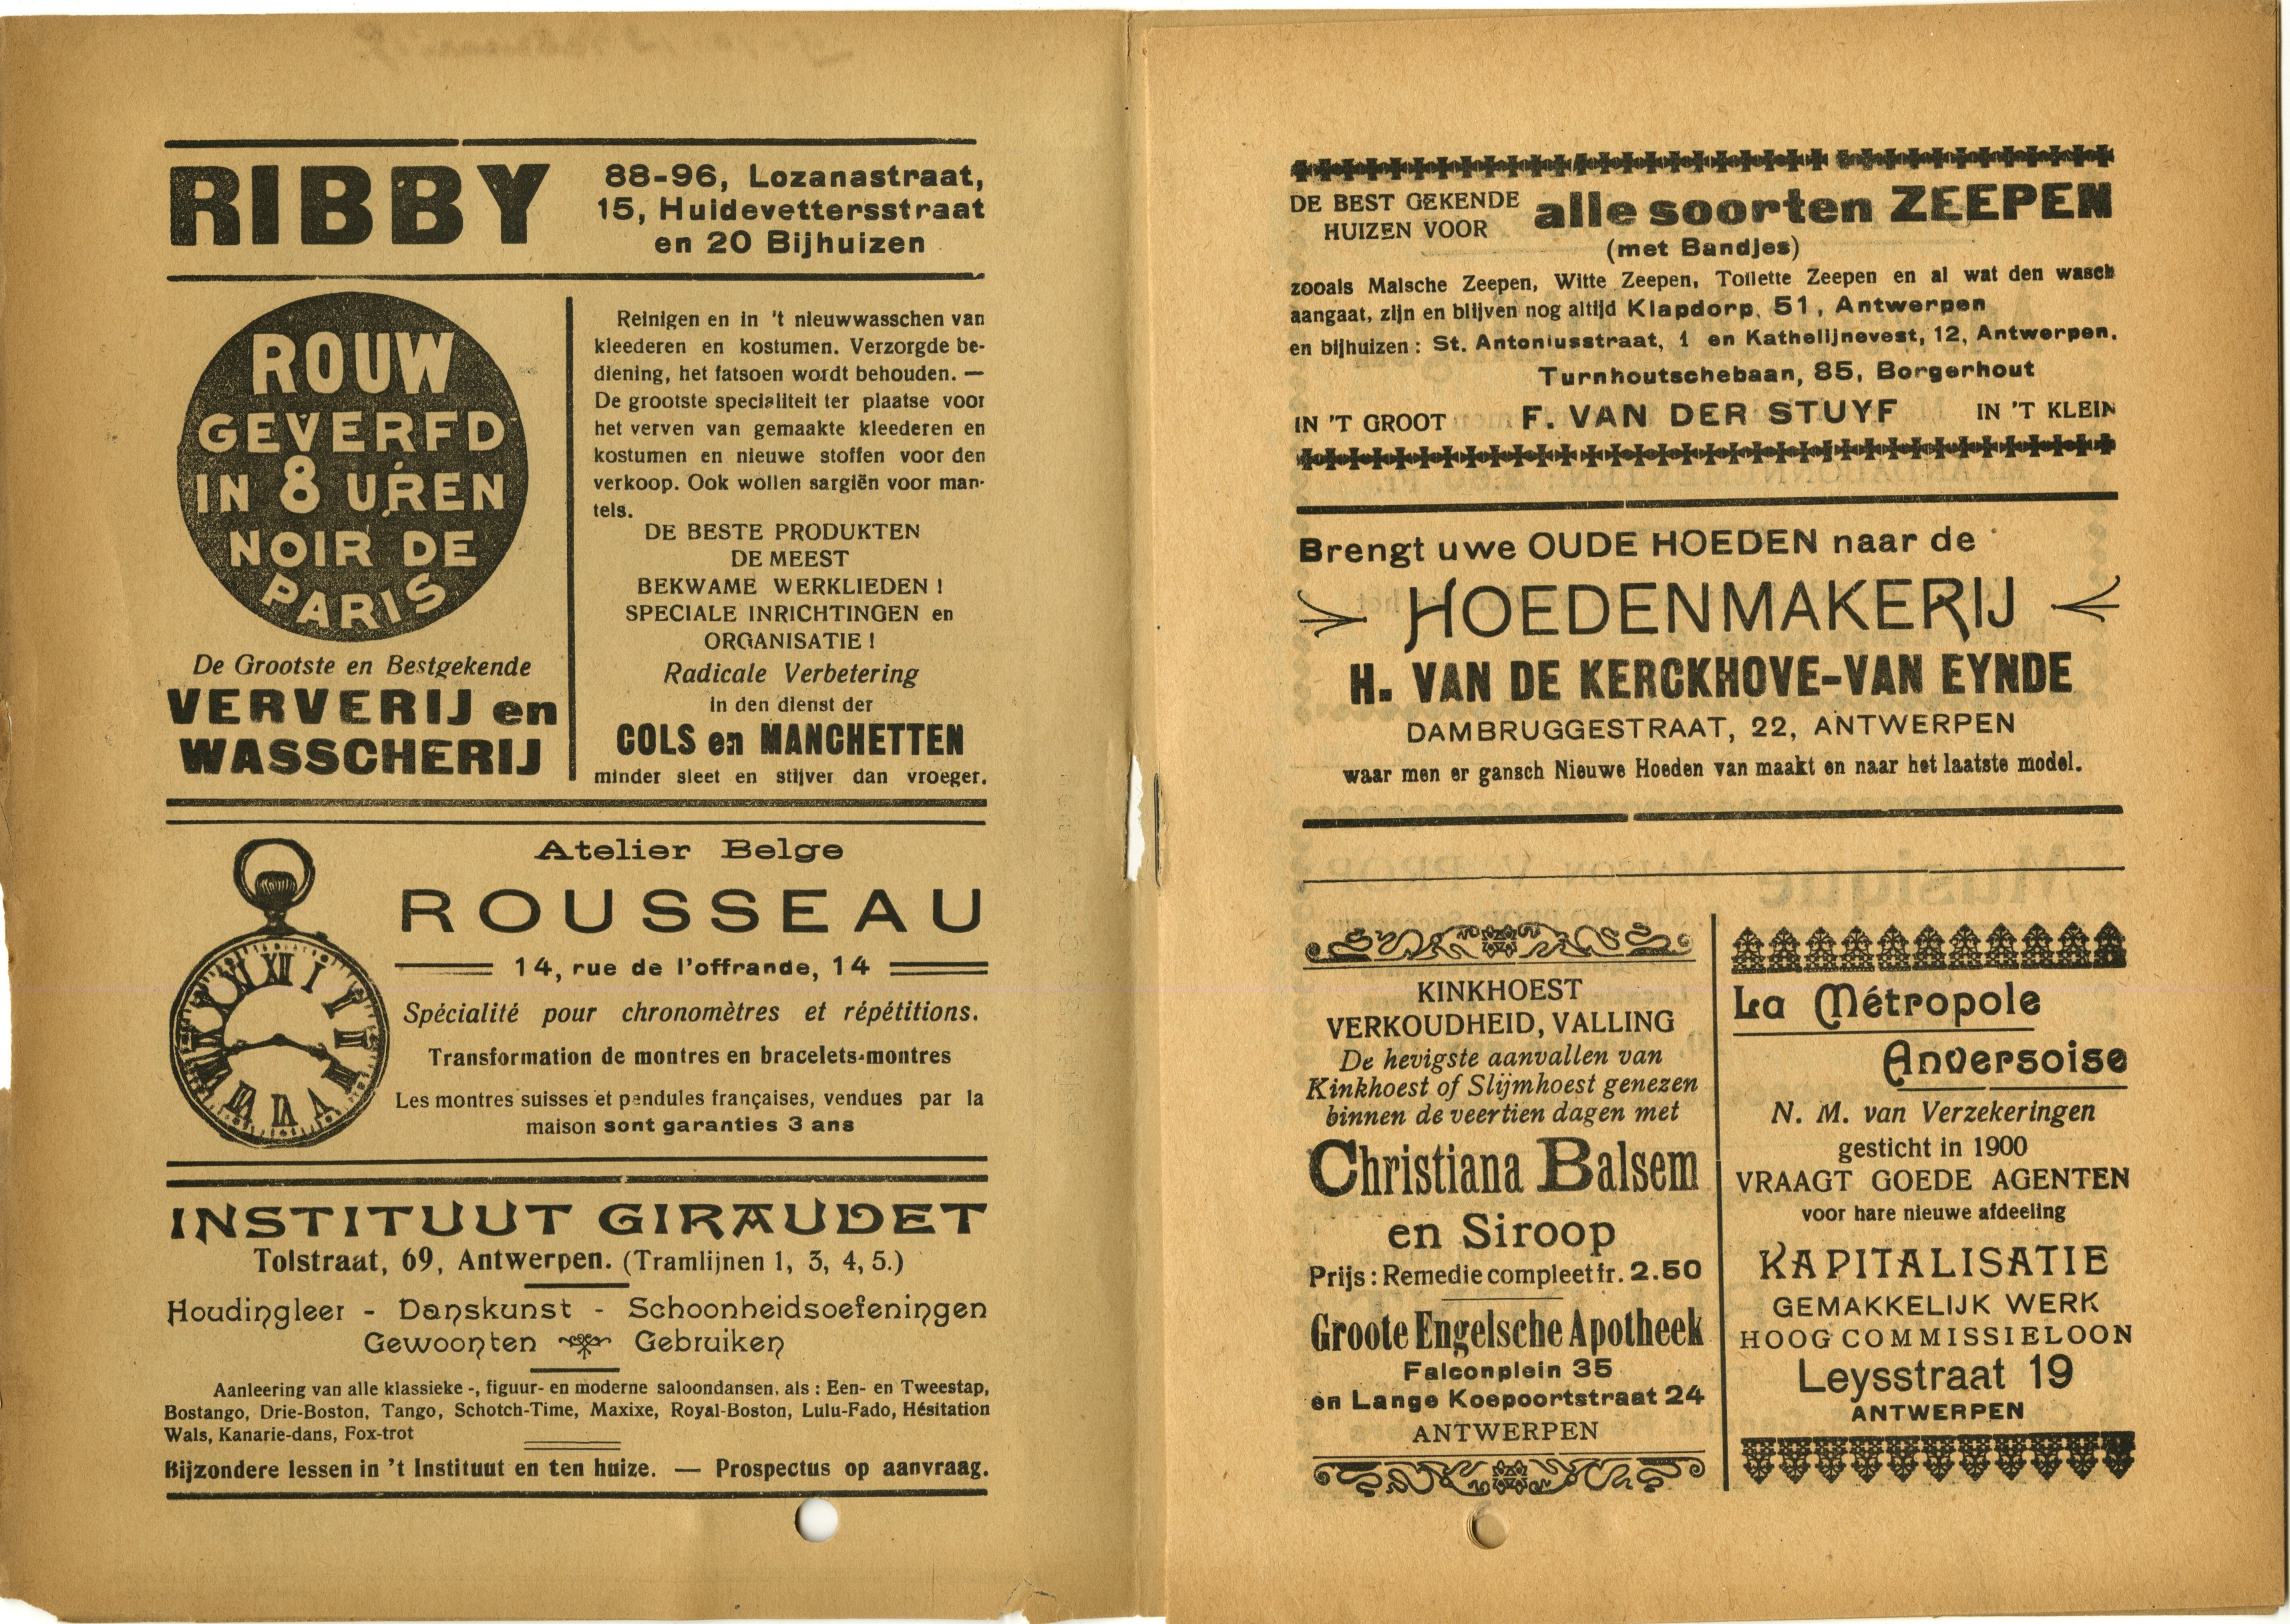 RIBBY
88-96, Lozanastraat,
15, Huidevettersstraat
en 20 Bijhuizen
ROUW
GEVERFD
IN 8 UREN
NOIR DE
PARIS
De Grootste en Bestgekende
VERVERIJ en
WASSCHERIJ
Reinigen en in 't nieuwwasschen van
kleederen en kostumen. Verzorgde be-
diening, het fatsoen wordt behouden. —
De grootste specialiteit ter plaatse voor
het verven van gemaakte kleederen en
kostumen en nieuwe stoffen voor den
verkoop. Ook wollen sargiën voor man-
tels.
DE BESTE PRODUKTEN
DE MEEST
BEKWAME WERKLIEDEN !
SPECIALE INRICHTINGEN en
ORGANISATIE !
Radicale Verbetering
in den dienst der
COLS en MANCHETTEN
minder sleet en stijver dan vroeger.
Atelier Belge
ROUSSEAU
14, rue de l'offrande, 14
Spécialité pour chronomètres et répétitions.
Transformation de montres en bracelets-montres
Les montres suisses et pendules françaises, vendues par la
maison sont garanties 3 ans
XII I II III IIII V VI VII VIII IX X XI
INSTITUUT GIRAUDET
Tolstraat, 69, Antwerpen. (Tramlijnen 1, 3, 4, 5.)
Houdingleer - Danskunst - Schoonheidsoefeningen
Gewoonten Gebruiken
Aanleering van alle klassieke -, figuur- en moderne saloondansen, als : Een- en Tweestap,
Bostango, Drie-Boston, Tango, Schotch-Time, Maxixe, Royal-Boston, Lulu-Fado, Hésitation
Wals, Kanarie-dans, Fox-trot
Bijzondere lessen in 't Instituut en ten huize. — Prospectus op aanvraag.
DE BEST GEKENDE
HUIZEN VOOR
alle soorten ZEEPEN
(met Bandjes)
zooals Malsche Zeepen, Witte Zeepen, Toilette Zeepen en al wat den wasch
aangaat, zijn en blijven nog altijd Klapdorp, 51, Antwerpen
en bijhuizen : St. Antoniusstraat, 1 en Kathelijnevest, 12, Antwerpen.
Turnhoutschebaan, 85, Borgerhout
IN 'T GROOT F. VAN DER STUYF IN 'T KLEIN
Brengt uwe OUDE HOEDEN naar de
HOEDENMAKERIJ
H. VAN DE KERCKHOVE-VAN EYNDE
DAMBRUGGESTRAAT, 22, ANTWERPEN
waar men er gansch Nieuwe Hoeden van maakt en naar het laatste model.
KINKHOEST
VERKOUDHEID, VALLING
De hevigste aanvallen van
Kinkhoest of Slijmhoest genezen
binnen de veertien dagen met
Christiana Balsem
en Siroop
Prijs : Remedie compleet fr. 2.50
Groote Engelsche Apotheek
Falconplein 35
en Lange Koepoortstraat 24
ANTWERPEN
La Métropole
Anversoise
N. M. van Verzekeringen
gesticht in 1900
VRAAGT GOEDE AGENTEN
voor hare nieuwe afdeeling
KAPITALISATIE
GEMAKKELIJK WERK
HOOG COMMISSIELOON
Leysstraat 19
ANTWERPEN